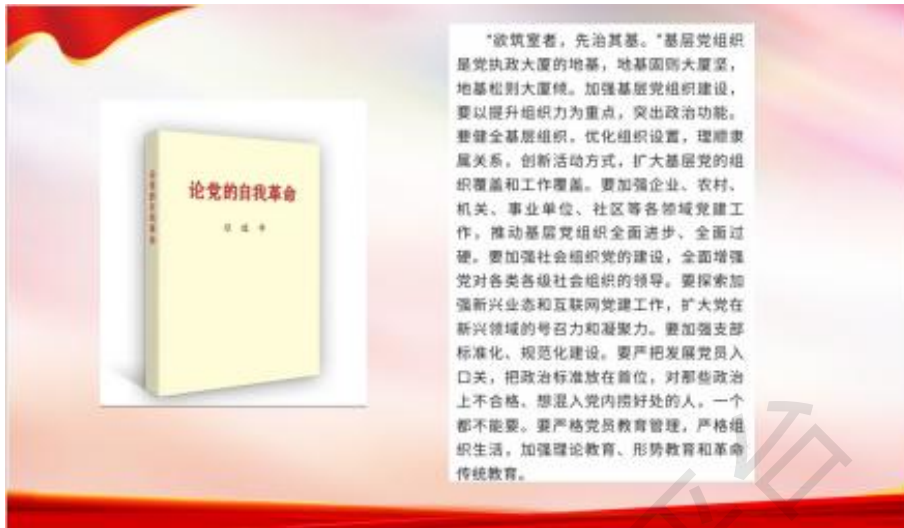 论党的自我革命
论党的自我革命
“欲筑室者，先治其基。”基层党组织
是党执政大厦的地基，地基固则大厦坚，
地基松则大厦倾。加强基层党组织建设，
要以提升组织力为重点，突出政治功能。
要健全基层组织，优化组织设置，理顺隶
属关系，创新活动方式，扩大基层党的组
织覆盖和工作覆盖。要加强企业、农村、
机关、事业单位、社区等各领域党建工
作，推动基层党组织全面进步、全面过
硬。要加强社会组织党的建设，全面增强
党对各类各级社会组织的领导。要探索加
强新兴业态和互联网党建工作，扩大党在
新兴领域的号召力和凝聚力。要加强支部
标准化、规范化建设。要严把发展党员入
口关，把政治标准放在首位，对那些政治
上不合格、想混入党内捞好处的人，一个
都不能要。要严格党员教育管理，严格组
织生活，加强理论教育、形势教育和革命
传统教育。